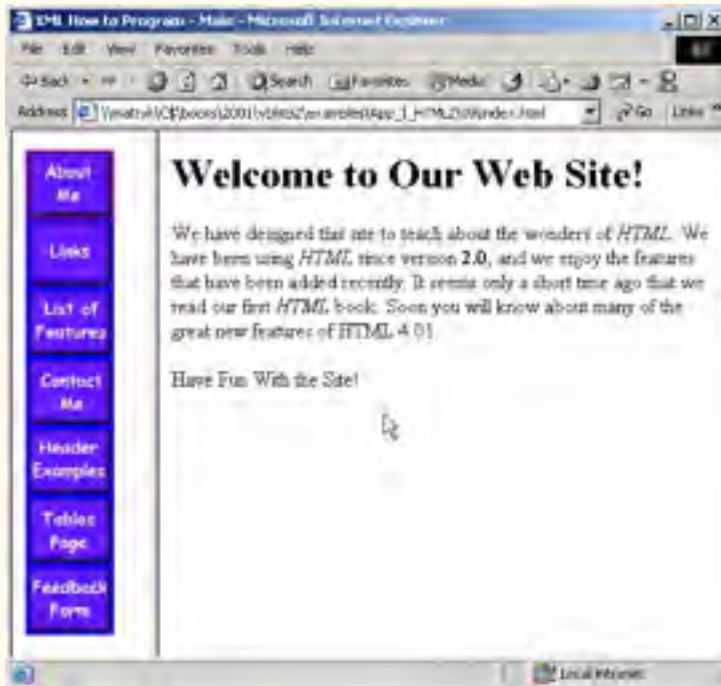 XML How to Program - Main - Microsoft Internet Explorer
File Edit View Favorites Tools Help
Back Search Favorites Media
Address index.html Go Links
About
Me
Links
List of
Features
Contact
Me
Header
Examples
Tables
Page
Feedback
Form
Welcome to Our Web Site!
We have designed this site to teach about the wonders of HTML. We
have been using HTML since version 2.0, and we enjoy the features
that have been added recently. It seems only a short time ago that we
read our first HTML book. Soon you will know about many of the
great new features of HTML 4.01.
Have Fun With the Site!
Local intranet